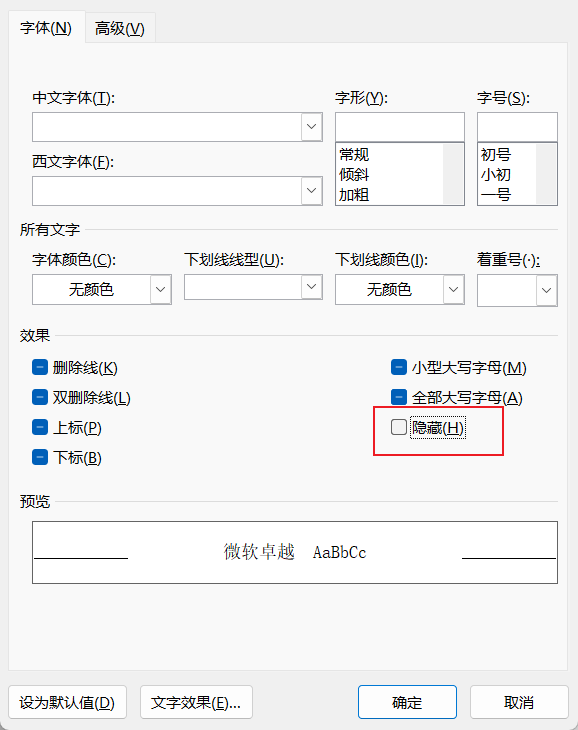 字体(N) 高级(V)
中文字体(T): 字形(Y): 字号(S):
常规 初号
西文字体(F): 倾斜 小初
加粗 一号
所有文字
字体颜色(C): 下划线线型(U): 下划线颜色(I): 着重号(·):
无颜色 无颜色
效果
删除线(K) 小型大写字母(M)
双删除线(L) 全部大写字母(A)
上标(P) 隐藏(H)
下标(B)
预览
微软卓越 AaBbCc
设为默认值(D) 文字效果(E)... 确定 取消